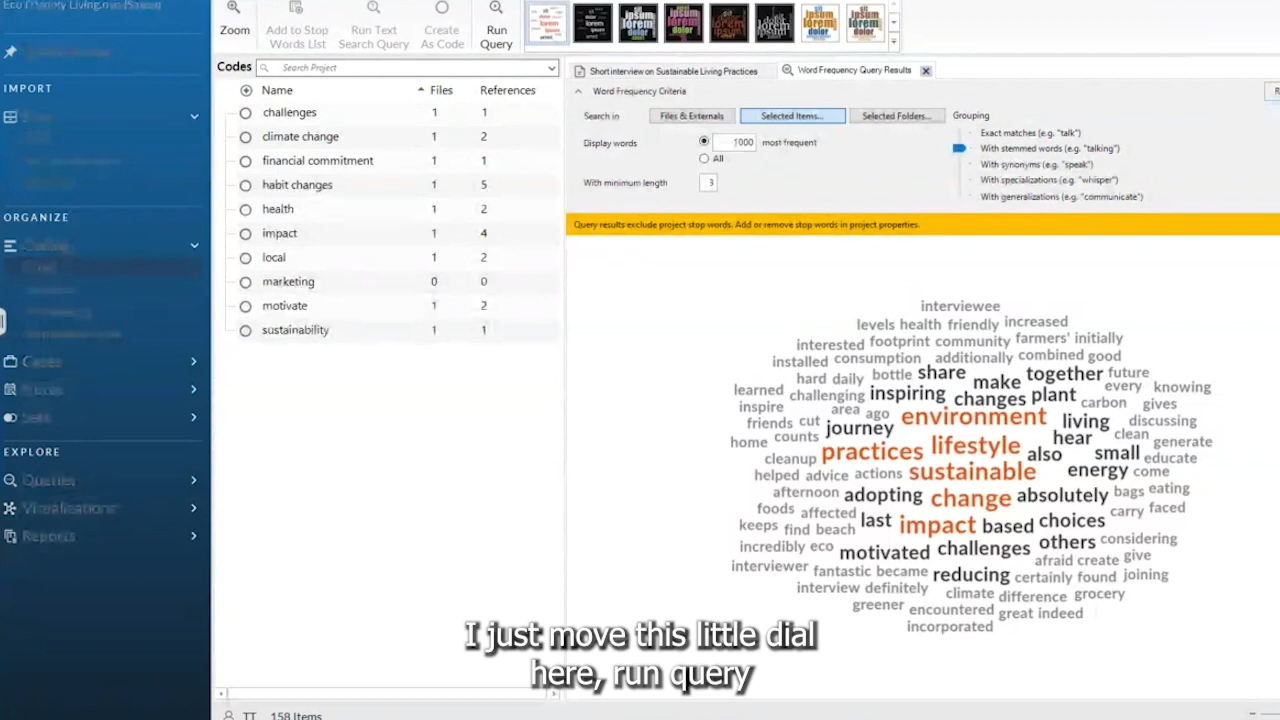 Zoom
Add to Stop Words List
Run Text Search Query
Create As Code
Run Query
IMPORT
ORGANIZE
Cases
EXPLORE
Queries
Visualizations
Reports
Codes Search Project
Name Files References
challenges 1 1
climate change 1 2
financial commitment 1 1
habit changes 1 5
health 1 2
impact 1 4
local 1 2
marketing 0 0
motivate 1 2
sustainability 1 1
Short interview on Sustainable Living Practices
Word Frequency Query Results
Word Frequency Criteria
Search in Files & Externals Selected Items... Selected Folders... Grouping
Display words 1000 most frequent
All
With minimum length 3
Exact matches (e.g. "talk")
With stemmed words (e.g. "talking")
With synonyms (e.g. "speak")
With specializations (e.g. "whisper")
With generalizations (e.g. "communicate")
Query results exclude project stop words. Add or remove stop words in project properties.
interviewee
levels health friendly increased
interested footprint community farmers' initially
installed consumption additionally combined good
hard daily bottle share make together future
learned challenging inspiring changes plant every knowing
inspire area ago environment carbon gives
friends cut journey living discussing
home counts practices lifestyle also hear clean generate
cleanup sustainable small educate
helped advice actions energy come
afternoon adopting change absolutely bags eating
foods affected last impact based choices carry faced
keeps find beach others considering
incredibly eco motivated challenges afraid create give
interviewer fantastic became reducing certainly found joining
interview definitely climate difference grocery
greener encountered great indeed
incorporated
I just move this little dial
here, run query
TT 158 Items